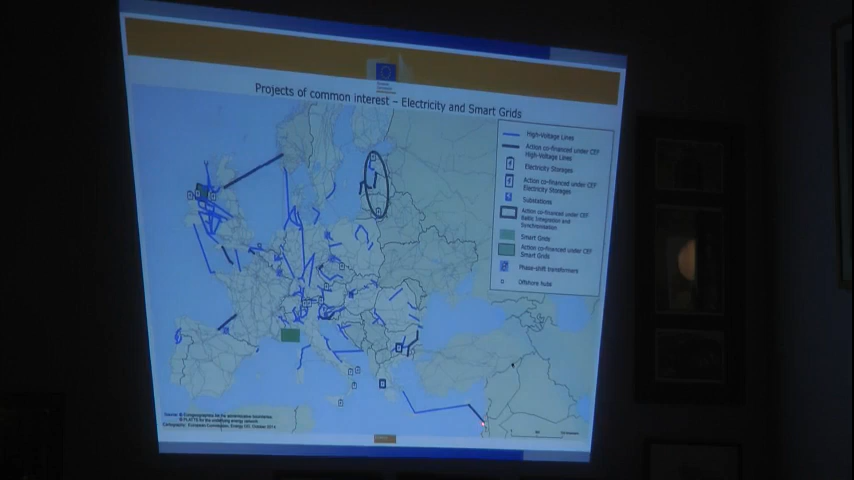 Projects of common interest – Electricity and Smart Grids
High-Voltage Lines
Action co-financed under CEF
High-Voltage Lines
Electricity Storages
Action co-financed under CEF
Electricity Storages
Substations
Action co-financed under CEF
Baltic Integration and
Synchronisation
Smart Grids
Action co-financed under CEF
Smart Grids
Phase-shift transformers
Offshore hubs